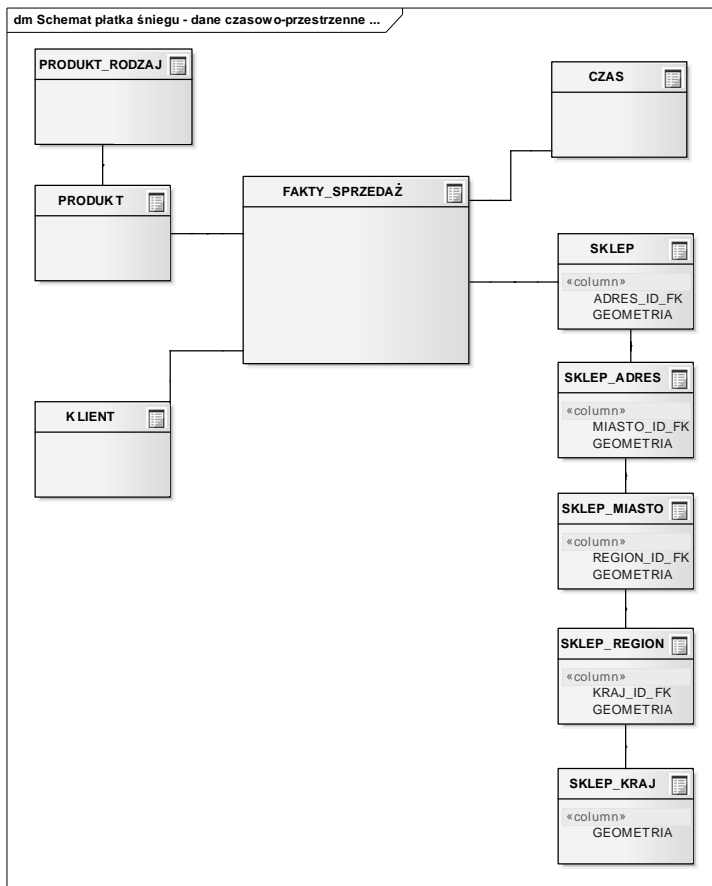 dm Schemat płatka śniegu - dane czasowo-przestrzenne ...
PRODUKT_RODZAJ
CZAS
PRODUKT
FAKTY_SPRZEDAŻ
SKLEP
«column»
ADRES_ID_FK
GEOMETRIA
SKLEP_ADRES
«column»
MIASTO_ID_FK
GEOMETRIA
KLIENT
SKLEP_MIASTO
«column»
REGION_ID_FK
GEOMETRIA
SKLEP_REGION
«column»
KRAJ_ID_FK
GEOMETRIA
SKLEP_KRAJ
«column»
GEOMETRIA